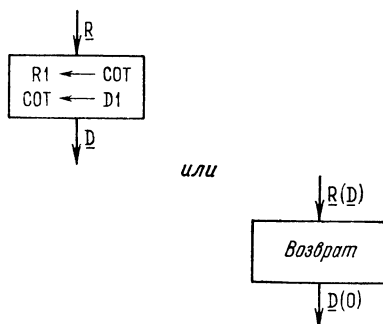 R
R1 ← COT
COT ← D1
D
или
R(D)
Возврат
D(0)